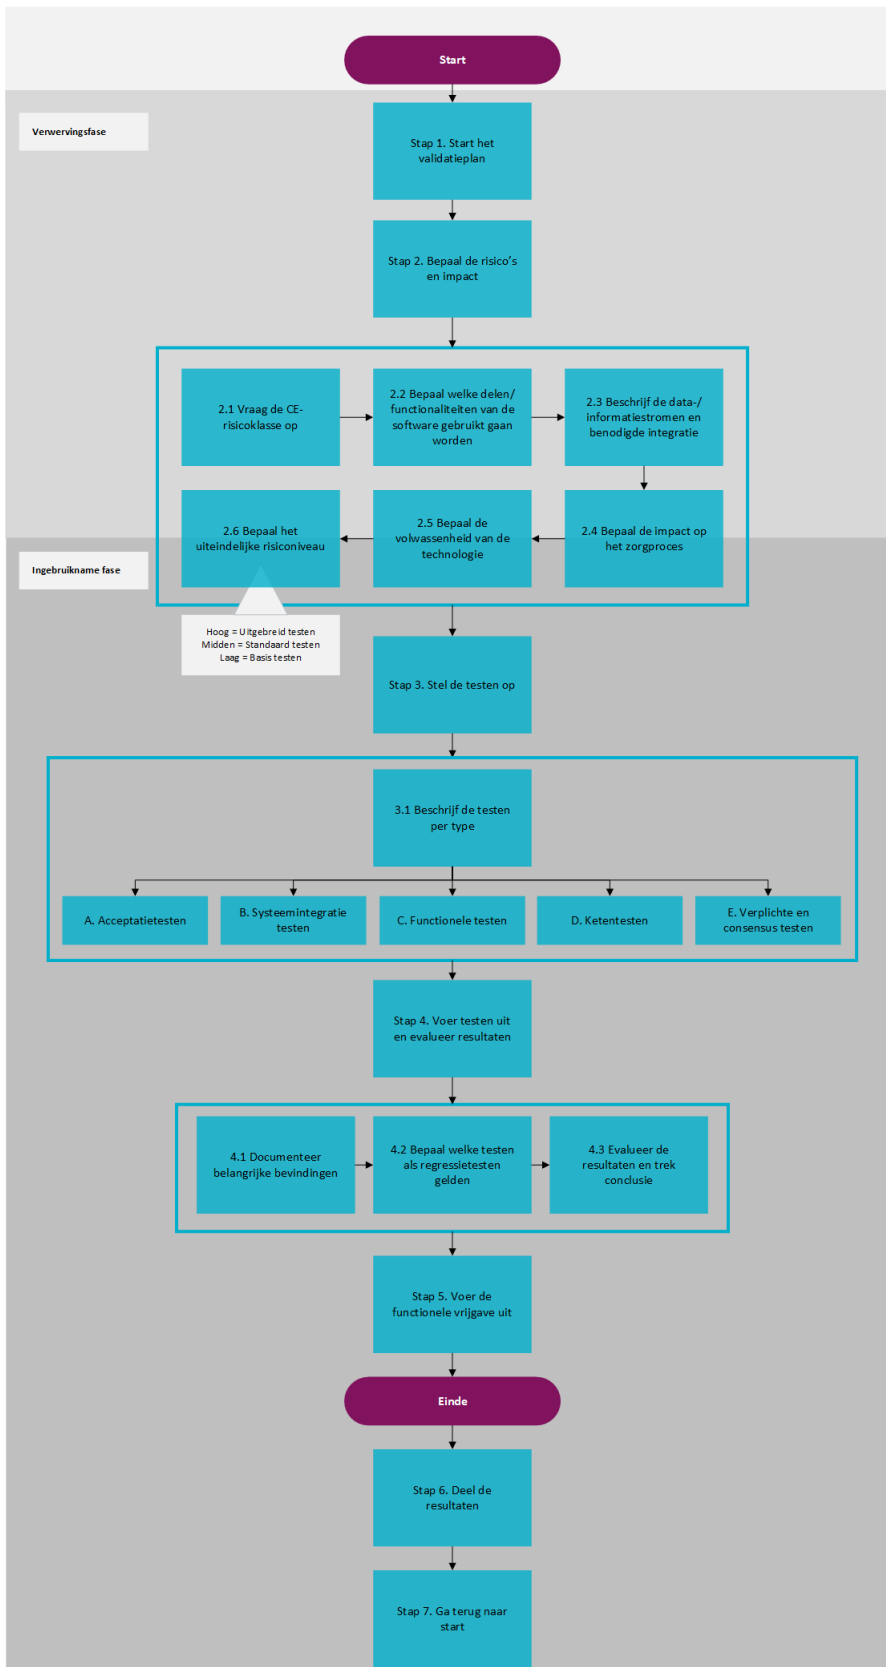 Start
Verwervingsfase
Stap 1. Start het
validatieplan
Stap 2. Bepaal de risico's
en impact
2.1 Vraag de CE-
risicoklasse op
2.2 Bepaal welke delen/
functionaliteiten van de
software gebruikt gaan
worden
2.3 Beschrijf de data-/
informatiestromen en
benodigde integratie
2.6 Bepaal het
uiteindelijke risiconiveau
2.5 Bepaal de
volwassenheid van de
technologie
2.4 Bepaal de impact op
het zorgproces
Ingebruikname fase
Hoog = Uitgebreid testen
Midden = Standaard testen
Laag = Basis testen
Stap 3. Stel de testen op
3.1 Beschrijf de testen
per type
A. Acceptatietesten
B. Systeemintegratie
testen
C. Functionele testen
D. Ketentesten
E. Verplichte en
consensus testen
Stap 4. Voer testen uit
en evalueer resultaten
4.1 Documenteer
belangrijke bevindingen
4.2 Bepaal welke testen
als regressietesten
gelden
4.3 Evalueer de
resultaten en trek
conclusie
Stap 5. Voer de
functionele vrijgave uit
Einde
Stap 6. Deel de
resultaten
Stap 7. Ga terug naar
start